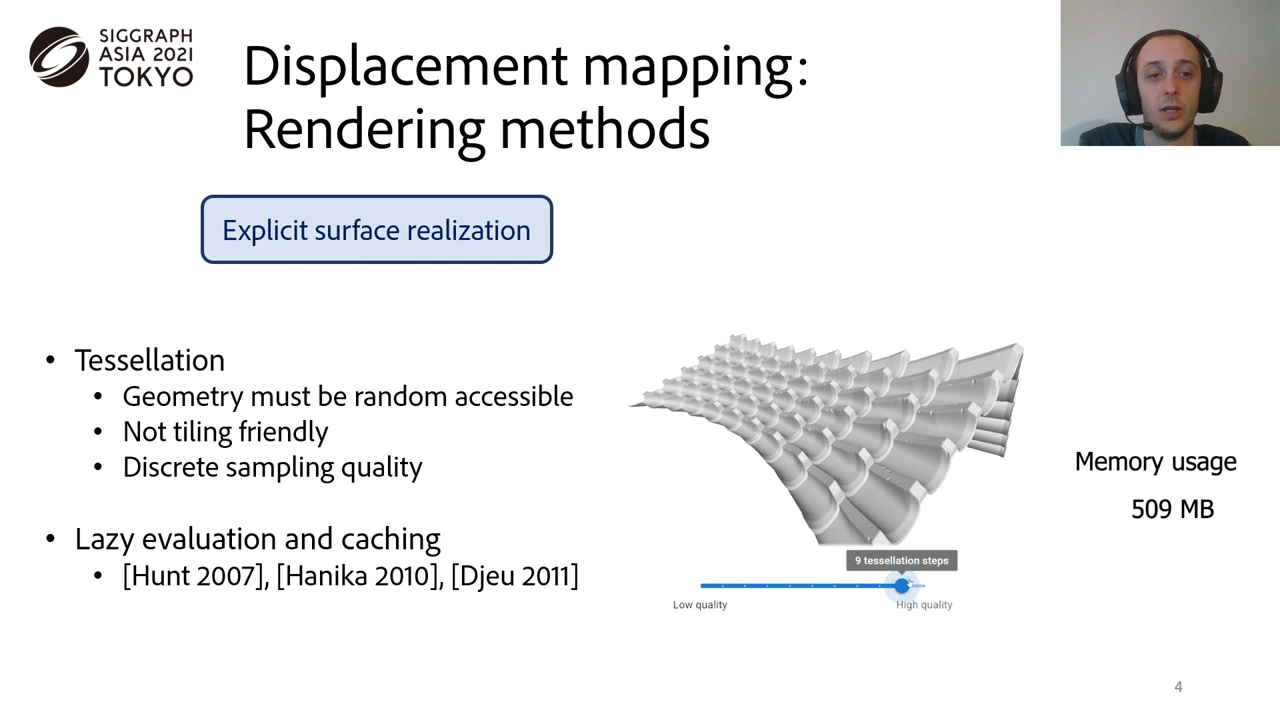 SIGGRAPH
ASIA 2021
TOKYO
Displacement mapping:
Rendering methods
Explicit surface realization
• Tessellation
• Geometry must be random accessible
• Not tiling friendly
• Discrete sampling quality
• Lazy evaluation and caching
• [Hunt 2007], [Hanika 2010], [Djeu 2011]
9 tessellation steps
Low quality
High quality
Memory usage
509 MB
4